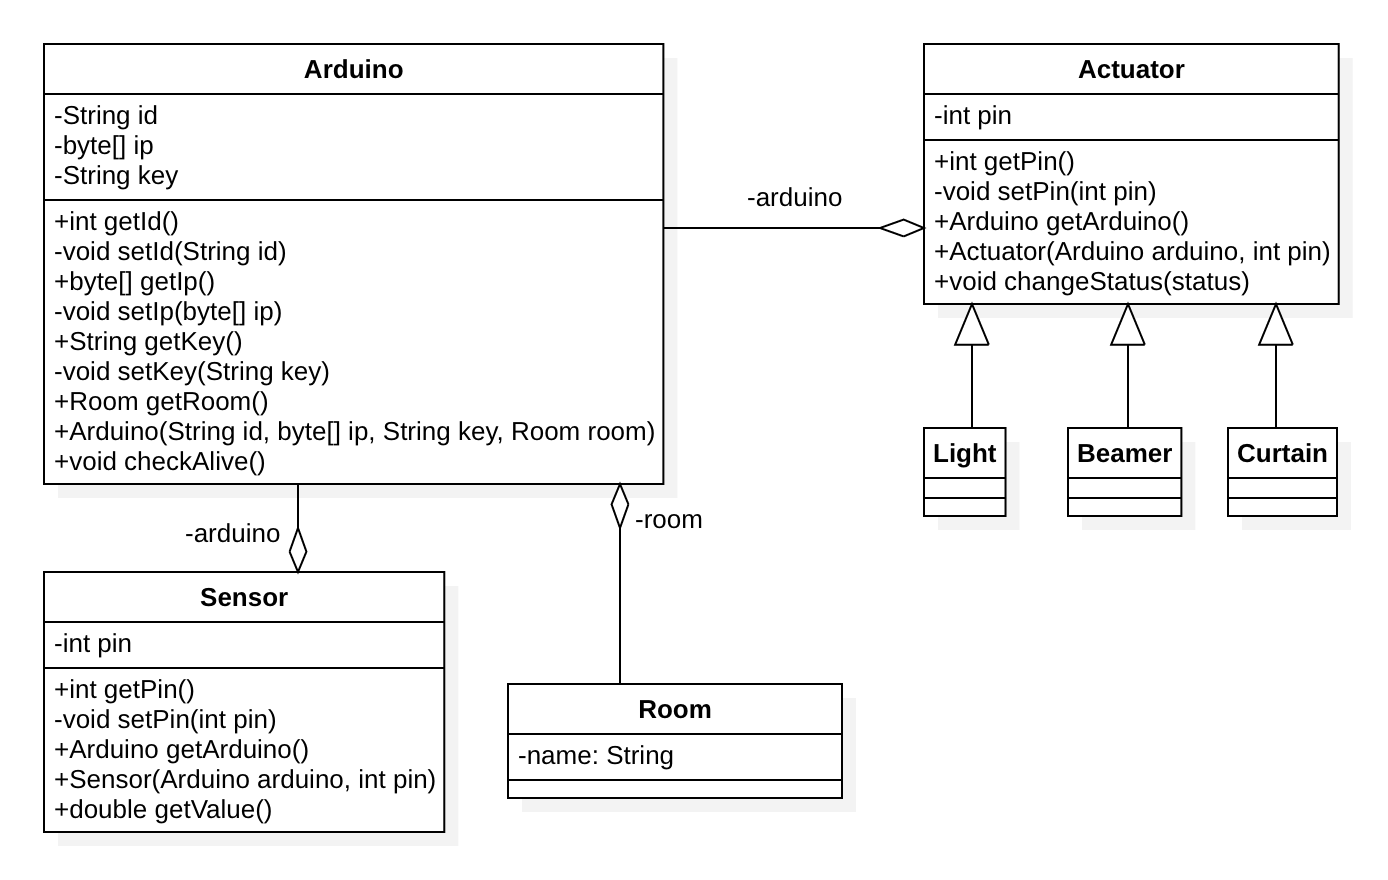 Arduino
-String id
-byte[] ip
-String key
+int getId()
-void setId(String id)
+byte[] getIp()
-void setIp(byte[] ip)
+String getKey()
-void setKey(String key)
+Room getRoom()
+Arduino(String id, byte[] ip, String key, Room room)
+void checkAlive()
-arduino
Actuator
-int pin
+int getPin()
-void setPin(int pin)
+Arduino getArduino()
+Actuator(Arduino arduino, int pin)
+void changeStatus(status)
Light
Beamer
Curtain
-arduino
-room
Sensor
-int pin
+int getPin()
-void setPin(int pin)
+Arduino getArduino()
+Sensor(Arduino arduino, int pin)
+double getValue()
Room
-name: String